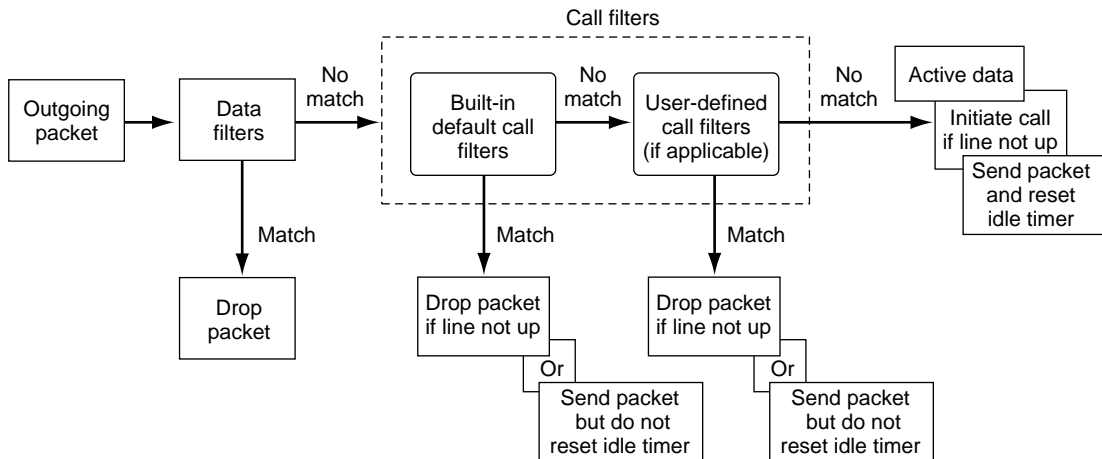 Call filters
Outgoing
packet
Data
filters
No
match
Built-in
default call
filters
No
match
User-defined
call filters
(if applicable)
No
match
Active data
Initiate call
if line not up
Send packet
and reset
idle timer
Match
Match
Match
Drop
packet
Drop packet
if line not up
Or
Send packet
but do not
reset idle timer
Drop packet
if line not up
Or
Send packet
but do not
reset idle timer